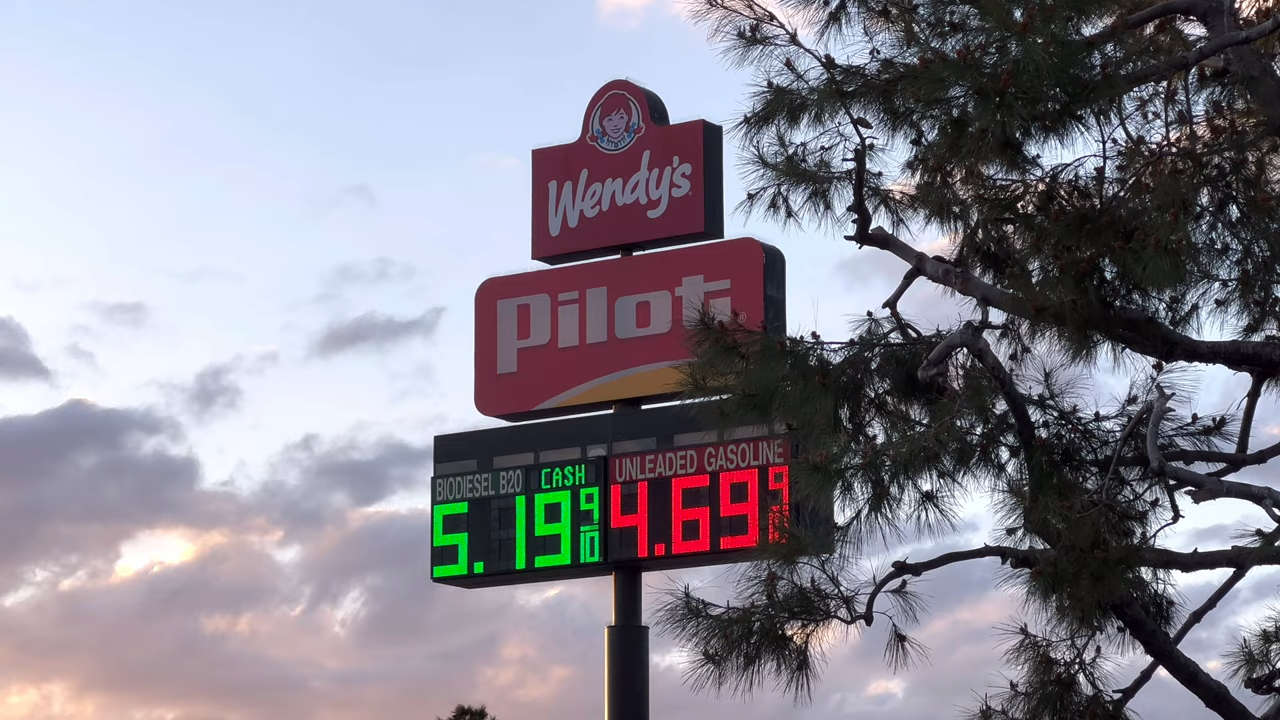 Wendy's
Pilot
BIODIESEL B20 CASH UNLEADED GASOLINE
5.19 9/10 4.69 9/10